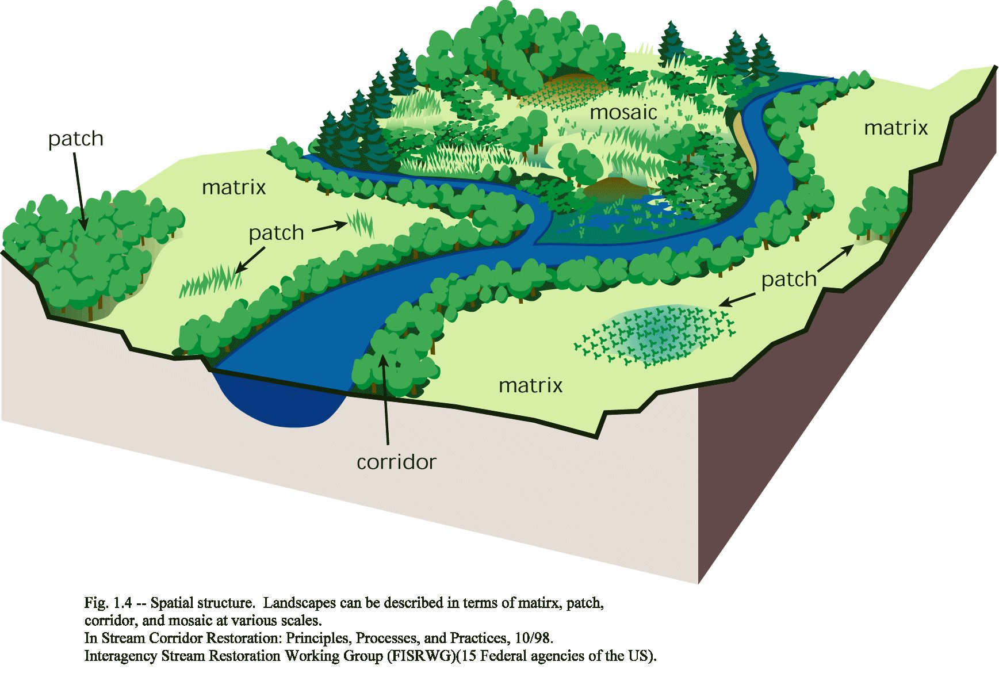 mosaic
matrix
patch
matrix
patch
patch
matrix
corridor
Fig. 1.4 -- Spatial structure.  Landscapes can be described in terms of matirx, patch,
corridor, and mosaic at various scales.
In Stream Corridor Restoration: Principles, Processes, and Practices, 10/98.
Interagency Stream Restoration Working Group (FISRWG)(15 Federal agencies of the US).